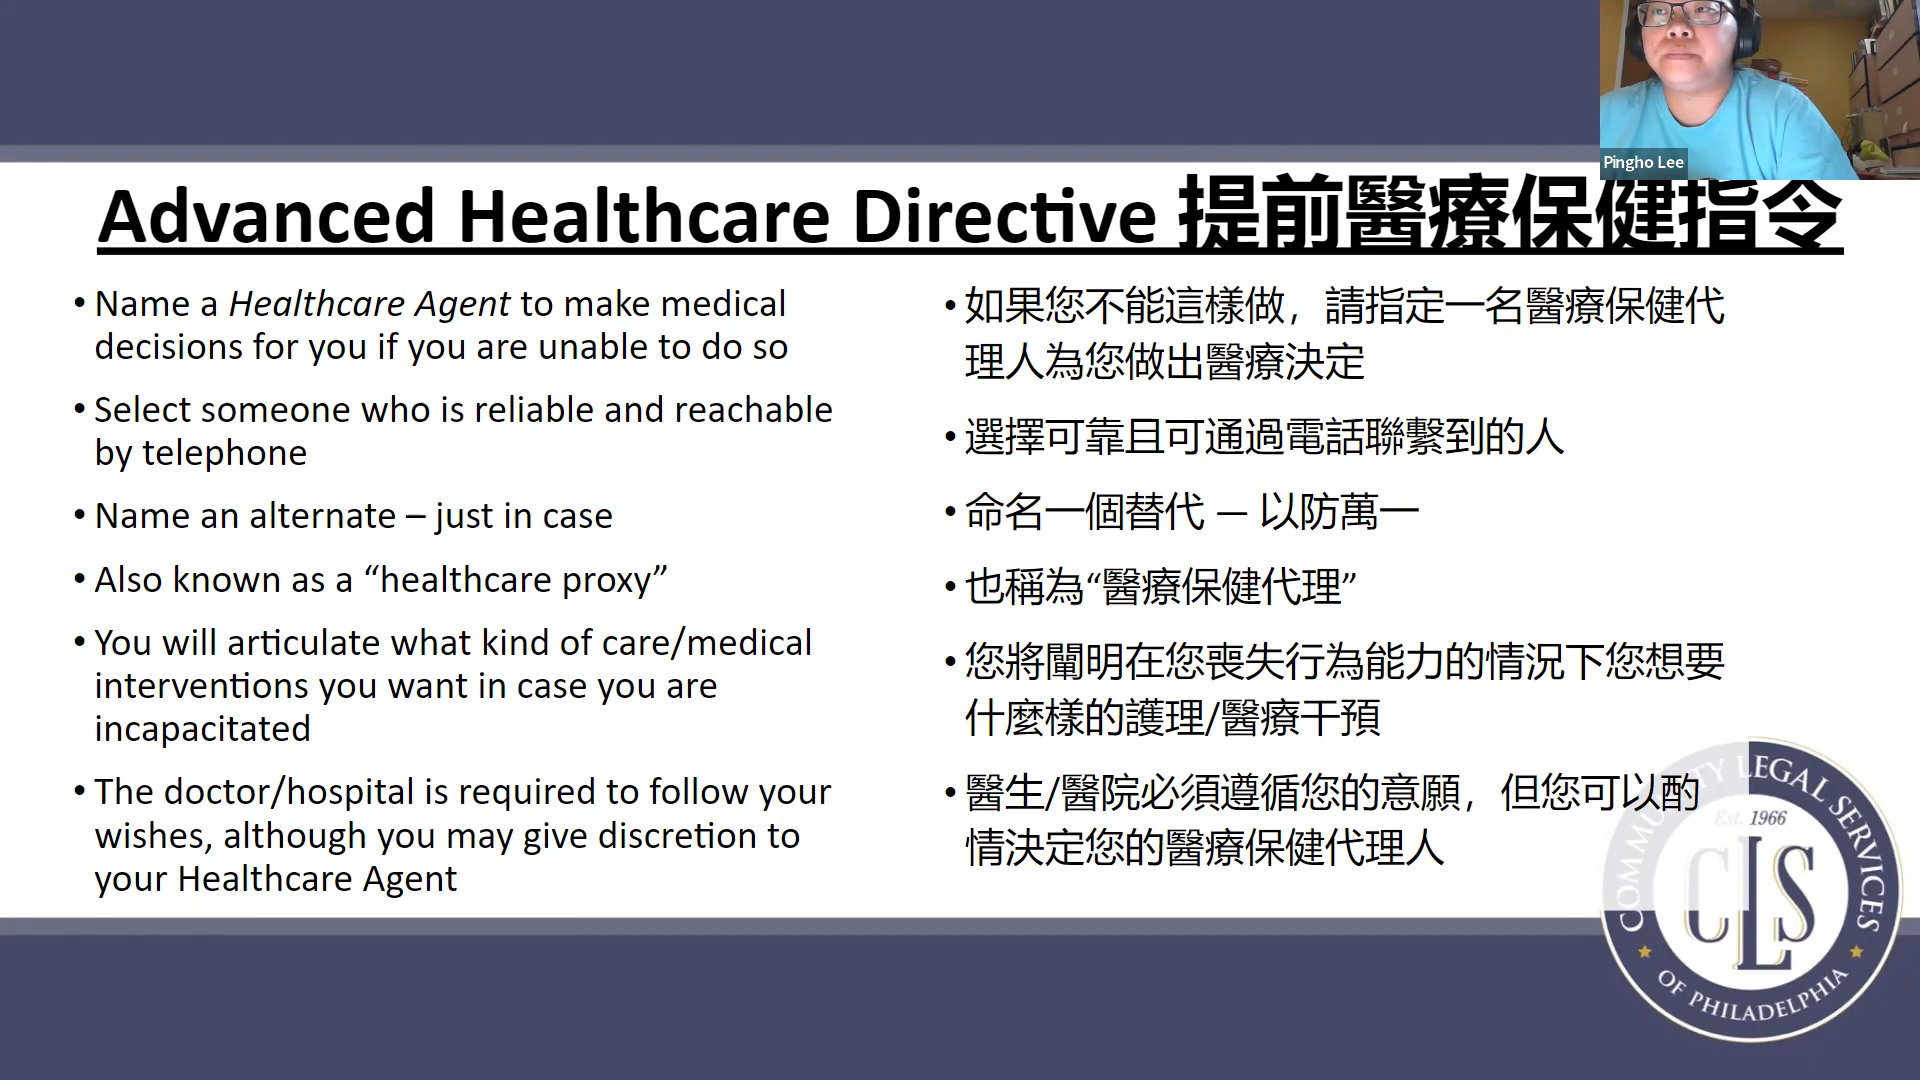 Pingho Lee
Advanced Healthcare Directive 提前醫療保健指令
• Name a Healthcare Agent to make medical
decisions for you if you are unable to do so
• Select someone who is reliable and reachable
by telephone
• Name an alternate – just in case
• Also known as a “healthcare proxy”
• You will articulate what kind of care/medical
interventions you want in case you are
incapacitated
• The doctor/hospital is required to follow your
wishes, although you may give discretion to
your Healthcare Agent
• 如果您不能這樣做，請指定一名醫療保健代
理人為您做出醫療決定
• 選擇可靠且可通過電話聯繫到的人
• 命名一個替代 — 以防萬一
• 也稱為“醫療保健代理”
• 您將闡明在您喪失行為能力的情況下您想要
什麼樣的護理/醫療干預
• 醫生/醫院必須遵循您的意願，但您可以酌
情決定您的醫療保健代理人
COMMUNITY LEGAL SERVICES
Est. 1966
CLS
OF PHILADELPHIA